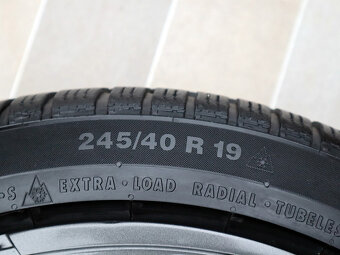 245/40 R 19
·S EXTRA · LOAD RADIAL · TUBELES